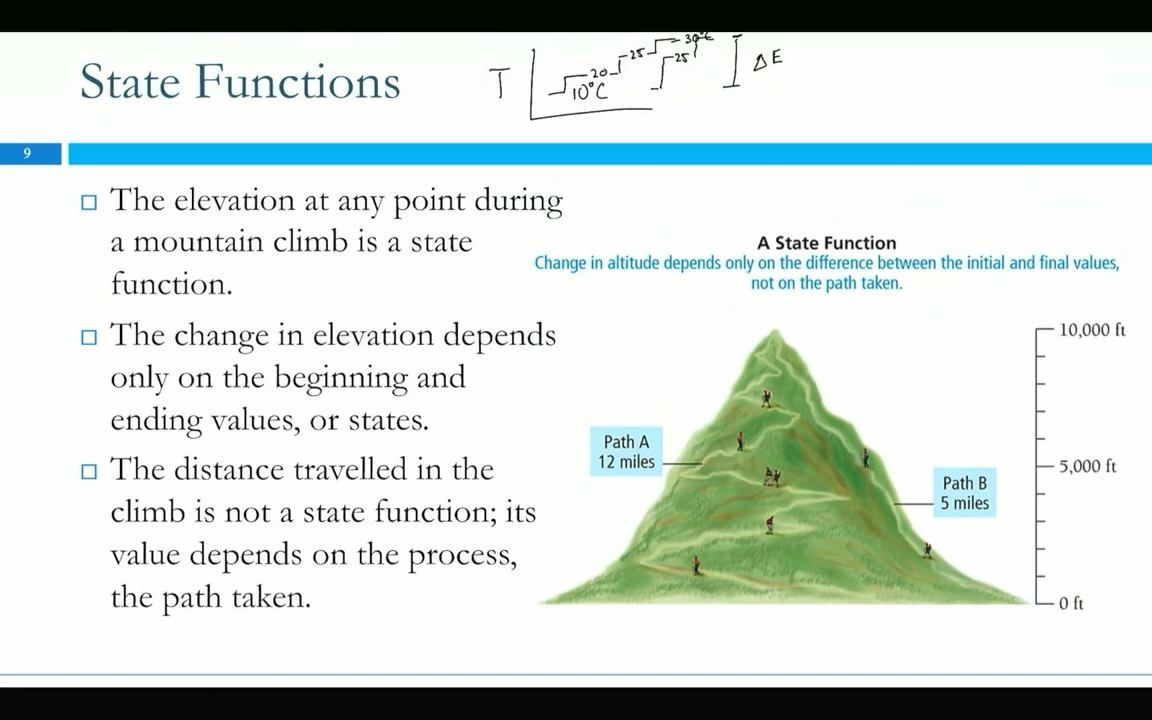 State Functions
T
10°C
20
25
25
30°C
ΔE
9
□ The elevation at any point during
a mountain climb is a state
function.
□ The change in elevation depends
only on the beginning and
ending values, or states.
□ The distance travelled in the
climb is not a state function; its
value depends on the process,
the path taken.
A State Function
Change in altitude depends only on the difference between the initial and final values,
not on the path taken.
10,000 ft
Path A
12 miles
5,000 ft
Path B
5 miles
0 ft